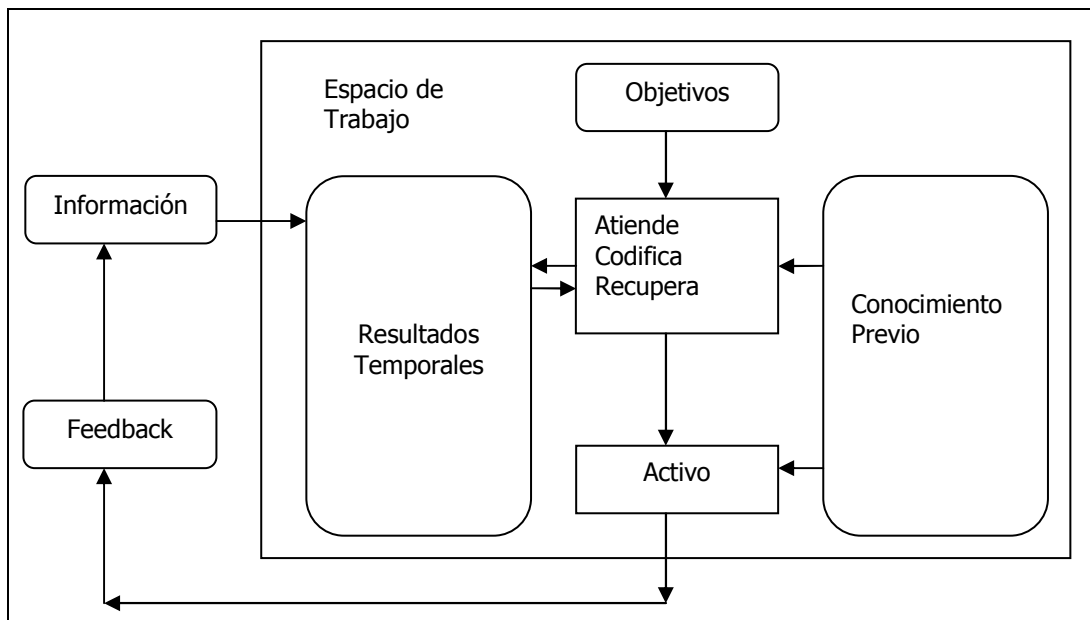 Espacio de
Trabajo
Objetivos
Información
Atiende
Codifica
Recupera
Conocimiento
Previo
Resultados
Temporales
Feedback
Activo